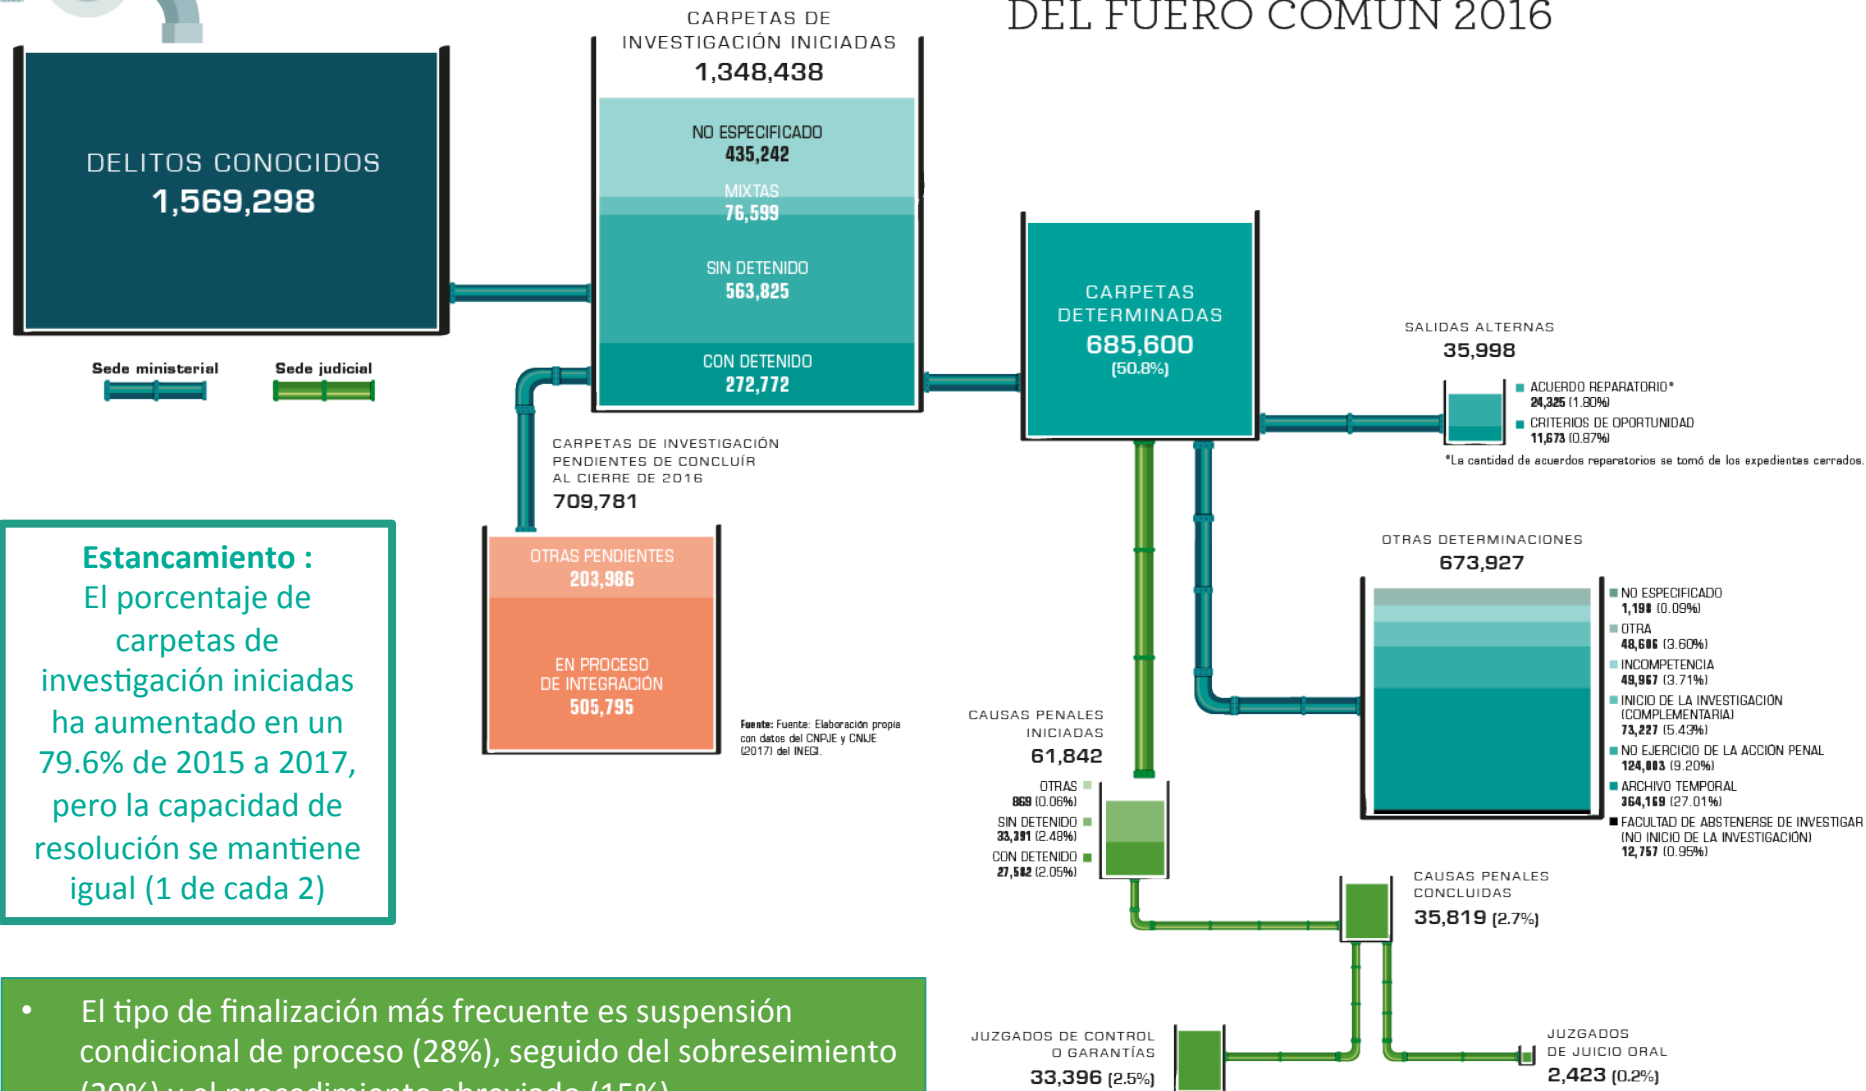 DEL FUERO COMÚN 2016
DELITOS CONOCIDOS
1,569,298
Sede ministerial
Sede judicial
CARPETAS DE
INVESTIGACIÓN INICIADAS
1,348,438
NO ESPECIFICADO
435,242
MIXTAS
76,599
SIN DETENIDO
563,825
CON DETENIDO
272,772
CARPETAS DE INVESTIGACIÓN
PENDIENTES DE CONCLUÍR
AL CIERRE DE 2016
709,781
OTRAS PENDIENTES
203,986
EN PROCESO
DE INTEGRACIÓN
505,795
Fuente: Fuente: Elaboración propia
con datos del CNPJE y CNIJE
(2017) del INEGI.
CARPETAS
DETERMINADAS
685,600
(50.8%)
SALIDAS ALTERNAS
35,998
ACUERDO REPARATORIO*
24,325 (1.80%)
CRITERIOS DE OPORTUNIDAD
11,673 (0.87%)
*La cantidad de acuerdos reparatorios se tomó de los expedientes cerrados.
OTRAS DETERMINACIONES
673,927
NO ESPECIFICADO
1,198 (0.09%)
OTRA
48,606 (3.60%)
INCOMPETENCIA
49,967 (3.71%)
INICIO DE LA INVESTIGACIÓN
(COMPLEMENTARIA)
73,227 (5.43%)
NO EJERCICIO DE LA ACCIÓN PENAL
124,003 (9.20%)
ARCHIVO TEMPORAL
364,169 (27.01%)
FACULTAD DE ABSTENERSE DE INVESTIGAR
(NO INICIO DE LA INVESTIGACIÓN)
12,757 (0.95%)
CAUSAS PENALES
INICIADAS
61,842
OTRAS
869 (0.06%)
SIN DETENIDO
33,391 (2.48%)
CON DETENIDO
27,582 (2.05%)
CAUSAS PENALES
CONCLUIDAS
35,819 (2.7%)
JUZGADOS DE CONTROL
O GARANTÍAS
33,396 (2.5%)
JUZGADOS
DE JUICIO ORAL
2,423 (0.2%)
Estancamiento :
El porcentaje de
carpetas de
investigación iniciadas
ha aumentado en un
79.6% de 2015 a 2017,
pero la capacidad de
resolución se mantiene
igual (1 de cada 2)
• El tipo de finalización más frecuente es suspensión
condicional de proceso (28%), seguido del sobreseimiento
(20%) y el procedimiento abreviado (15%)